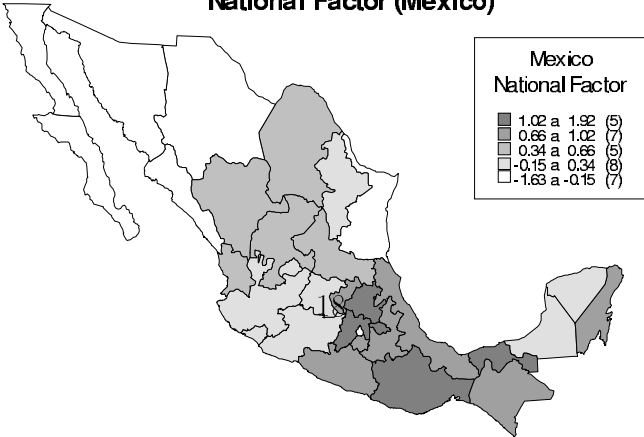 National Factor (Mexico)
Mexico
National Factor
1.02 a 1.92 (5)
0.66 a 1.02 (7)
0.34 a 0.66 (5)
-0.15 a 0.34 (8)
-1.63 a -0.15 (7)
18